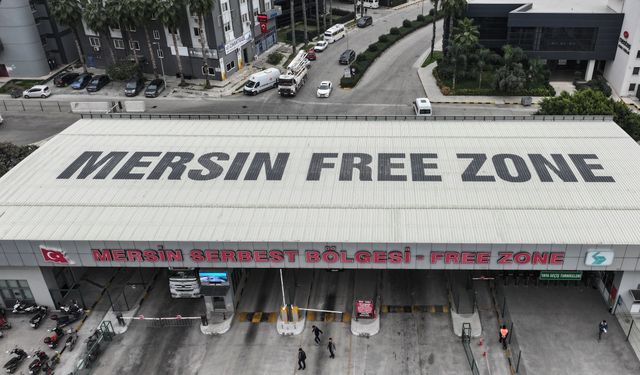 MERSIN FREE ZONE
MERSİN SERBEST BÖLGESİ - FREE ZONE